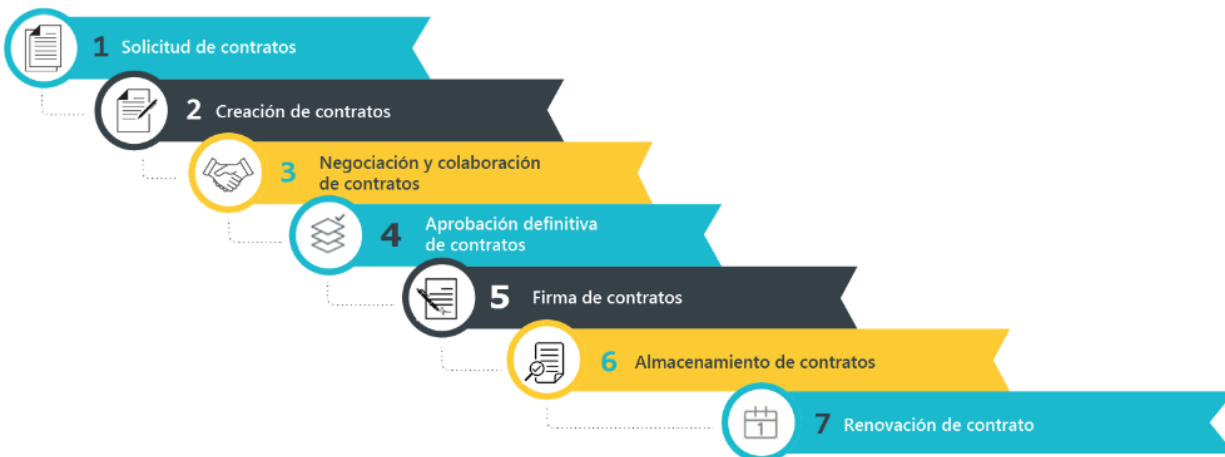 1 Solicitud de contratos
2 Creación de contratos
3 Negociación y colaboración
de contratos
4 Aprobación definitiva
de contratos
5 Firma de contratos
6 Almacenamiento de contratos
1
7 Renovación de contrato